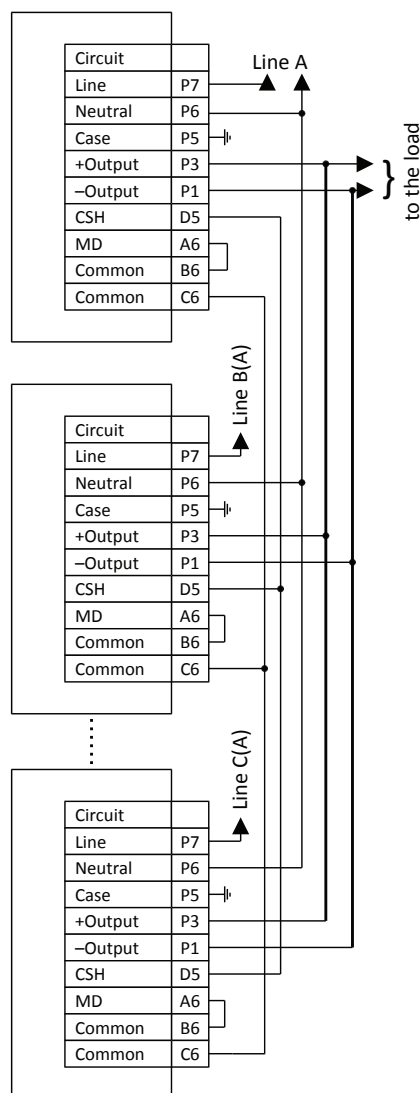 Circuit
Line P7
Line A
Neutral P6
Case P5
+Output P3
–Output P1
} to the load
CSH D5
MD A6
Common B6
Common C6
Line B(A)
Circuit
Line P7
Neutral P6
Case P5
+Output P3
–Output P1
CSH D5
MD A6
Common B6
Common C6
Line C(A)
Circuit
Line P7
Neutral P6
Case P5
+Output P3
–Output P1
CSH D5
MD A6
Common B6
Common C6